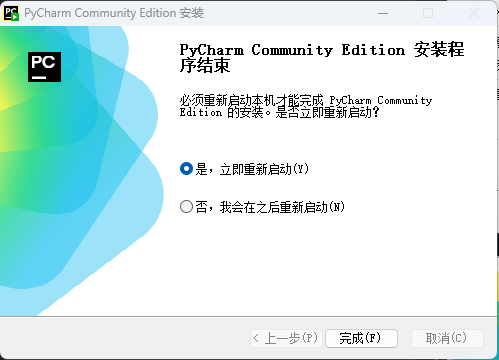 PC PyCharm Community Edition 安装
PC
PyCharm Community Edition 安装程
序结束
必须重新启动本机才能完成 PyCharm Community
Edition 的安装。是否立即重新启动?
是，立即重新启动(Y)
否，我会在之后重新启动(N)
< 上一步(P) 完成(F) 取消(C)